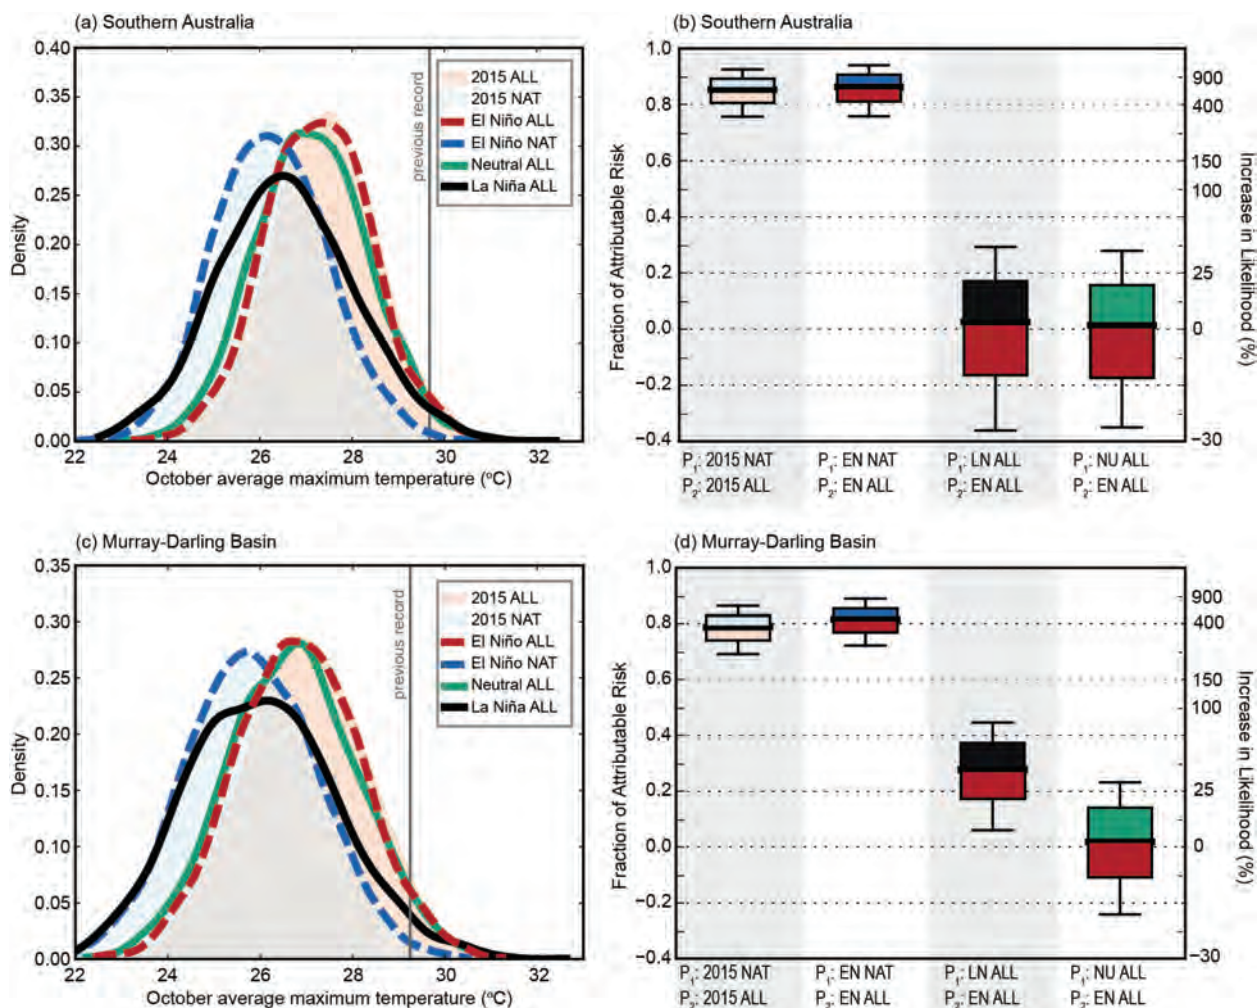 (a) Southern Australia
0.40
0.35
0.30
0.25
0.20
0.15
0.10
0.05
0.00
Density
22 24 26 28 30 32
October average maximum temperature (°C)
previous record
2015 ALL
2015 NAT
El Niño ALL
El Niño NAT
Neutral ALL
La Niña ALL
(b) Southern Australia
1.0
0.8
0.6
0.4
0.2
0.0
−0.2
−0.4
Fraction of Attributable Risk
900
400
150
100
25
0
−30
Increase in Likelihood (%)
P₁: 2015 NAT P₁: EN NAT P₁: LN ALL P₁: NU ALL
P₂: 2015 ALL P₂: EN ALL P₂: EN ALL P₂: EN ALL
(c) Murray-Darling Basin
0.35
0.30
0.25
0.20
0.15
0.10
0.05
0.00
Density
22 24 26 28 30 32
October average maximum temperature (°C)
previous record
2015 ALL
2015 NAT
El Niño ALL
El Niño NAT
Neutral ALL
La Niña ALL
(d) Murray-Darling Basin
1.0
0.8
0.6
0.4
0.2
0.0
−0.2
−0.4
Fraction of Attributable Risk
900
400
150
100
25
0
−30
Increase in Likelihood (%)
P₁: 2015 NAT P₁: EN NAT P₁: LN ALL P₁: NU ALL
P₂: 2015 ALL P₂: EN ALL P₂: EN ALL P₂: EN ALL